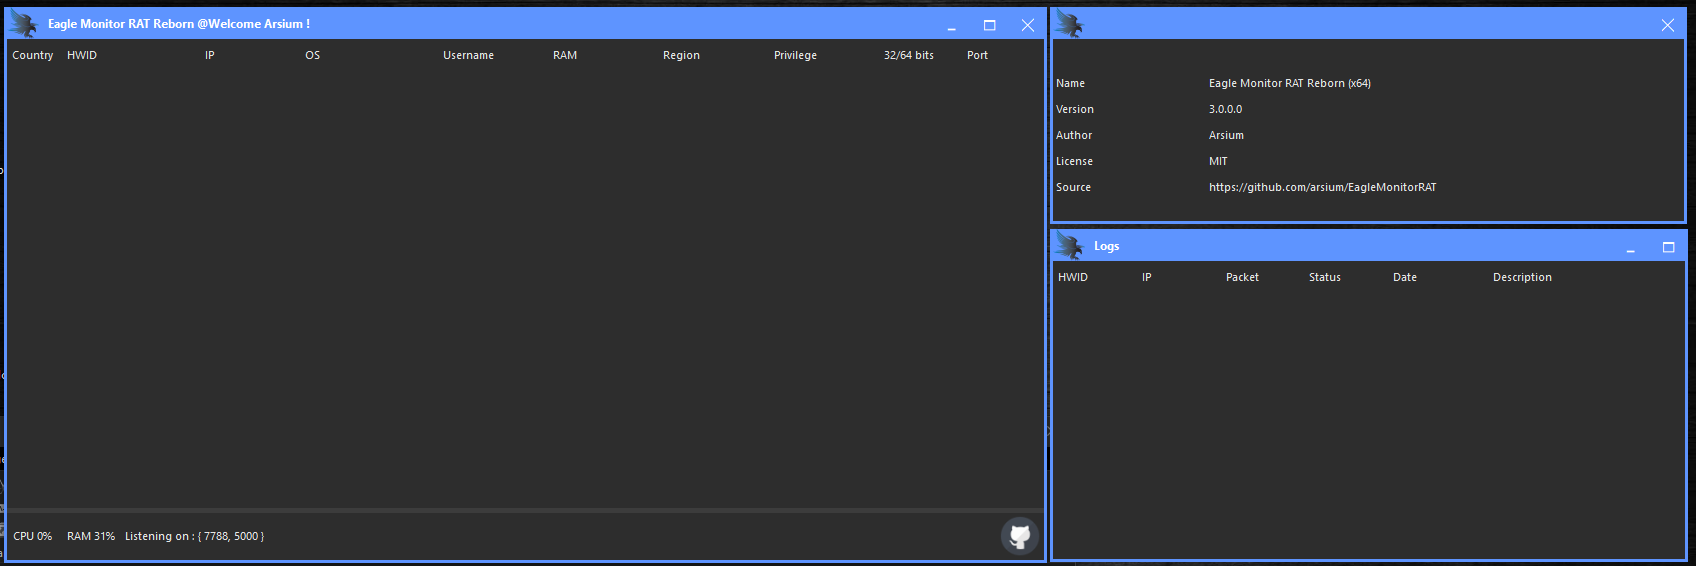 Eagle Monitor RAT Reborn @Welcome Arsium !
Country HWID IP OS Username RAM Region Privilege 32/64 bits Port
CPU 0% RAM 31% Listening on : { 7788, 5000 }
Name Eagle Monitor RAT Reborn (x64)
Version 3.0.0.0
Author Arsium
License MIT
Source https://github.com/arsium/EagleMonitorRAT
Logs
HWID IP Packet Status Date Description